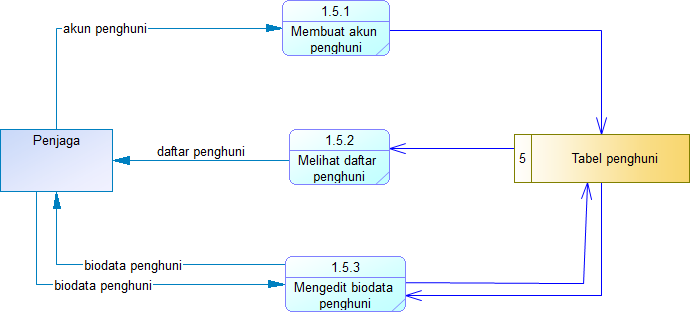 1.5.1
akun penghuni
Membuat akun
penghuni
Penjaga
1.5.2
daftar penghuni
Melihat daftar
penghuni
5
Tabel penghuni
biodata penghuni
biodata penghuni
1.5.3
Mengedit biodata
penghuni